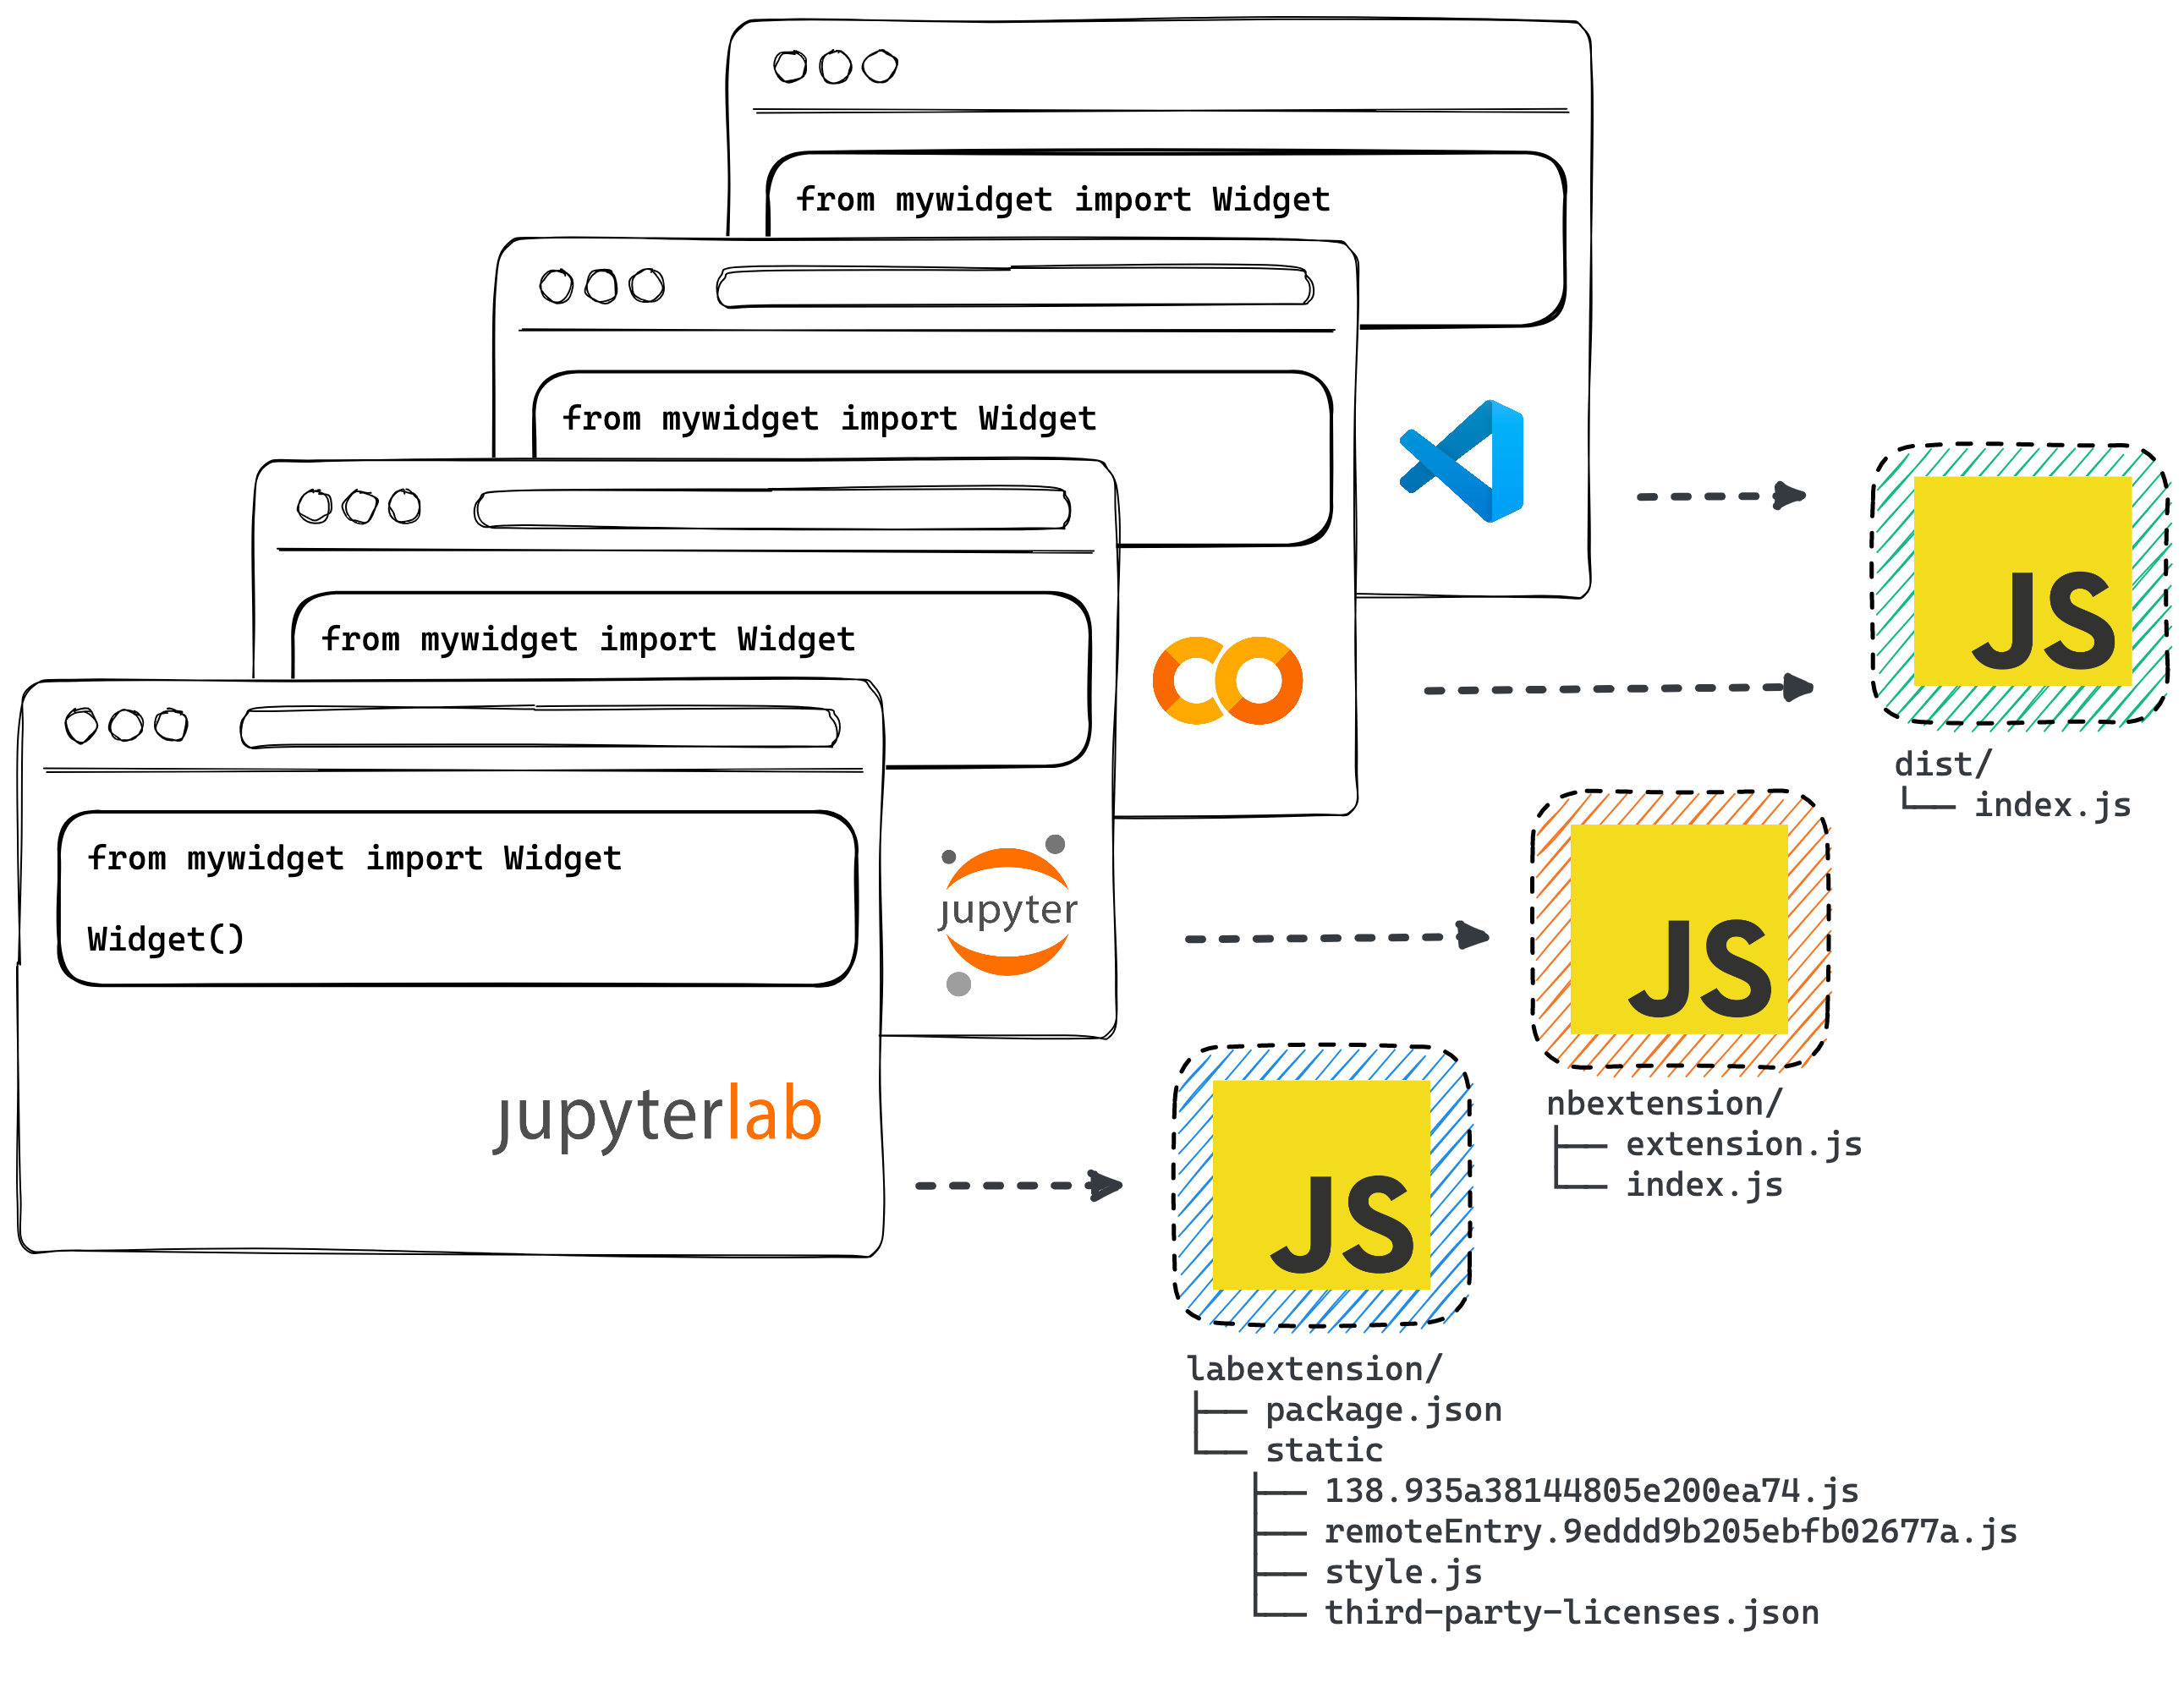 from mywidget import Widget
from mywidget import Widget
from mywidget import Widget
from mywidget import Widget
Widget()
jupyter
jupyterlab
JS
dist/
└── index.js
JS
nbextension/
├── extension.js
└── index.js
JS
labextension/
├── package.json
└── static
├── 138.935a38144805e200ea74.js
├── remoteEntry.9eddd9b205ebfb02677a.js
├── style.js
└── third-party-licenses.json